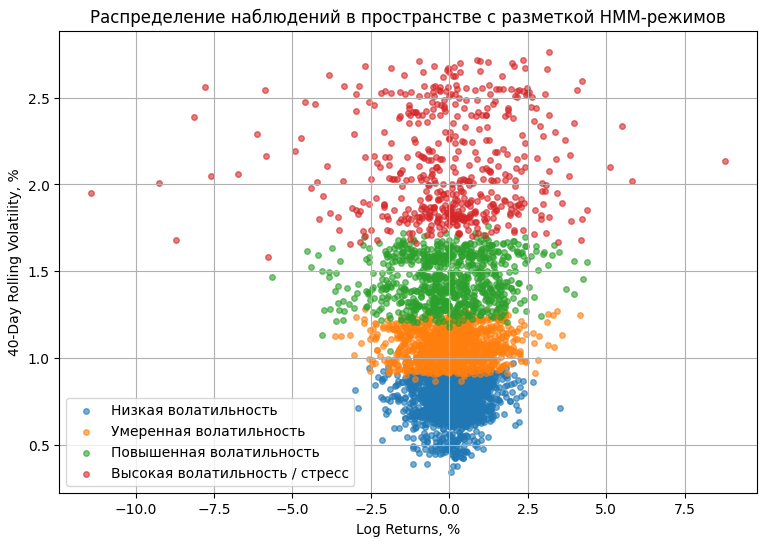 Распределение наблюдений в пространстве с разметкой HMM-режимов
40-Day Rolling Volatility, %
2.5
2.0
1.5
1.0
0.5
Низкая волатильность
Умеренная волатильность
Повышенная волатильность
Высокая волатильность / стресс
−10.0 −7.5 −5.0 −2.5 0.0 2.5 5.0 7.5
Log Returns, %